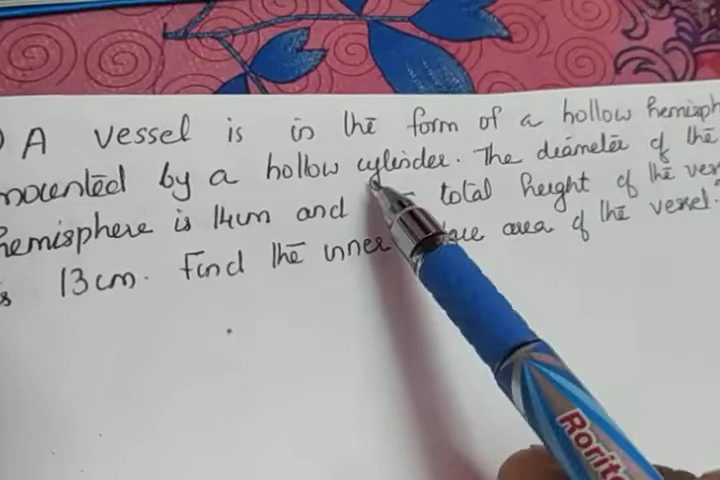 ) A vessel is in the form of a hollow hemisph
mounted by a hollow cylinder. The diameter of the
hemisphere is 14cm and total height of the ves
is 13cm. Find the inner area of the vessel.
Rorito